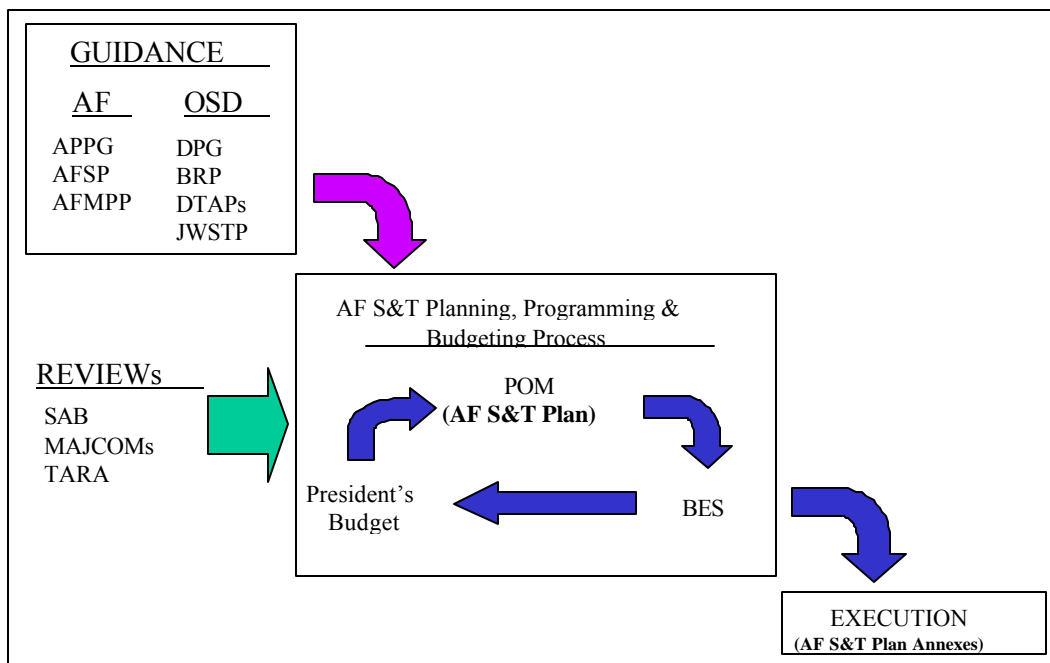 GUIDANCE
AF OSD
APPG DPG
AFSP BRP
AFMPP DTAPs
JWSTP
AF S&T Planning, Programming &
Budgeting Process
REVIEWs
SAB
MAJCOMs
TARA
POM
(AF S&T Plan)
President's
Budget
BES
EXECUTION
(AF S&T Plan Annexes)